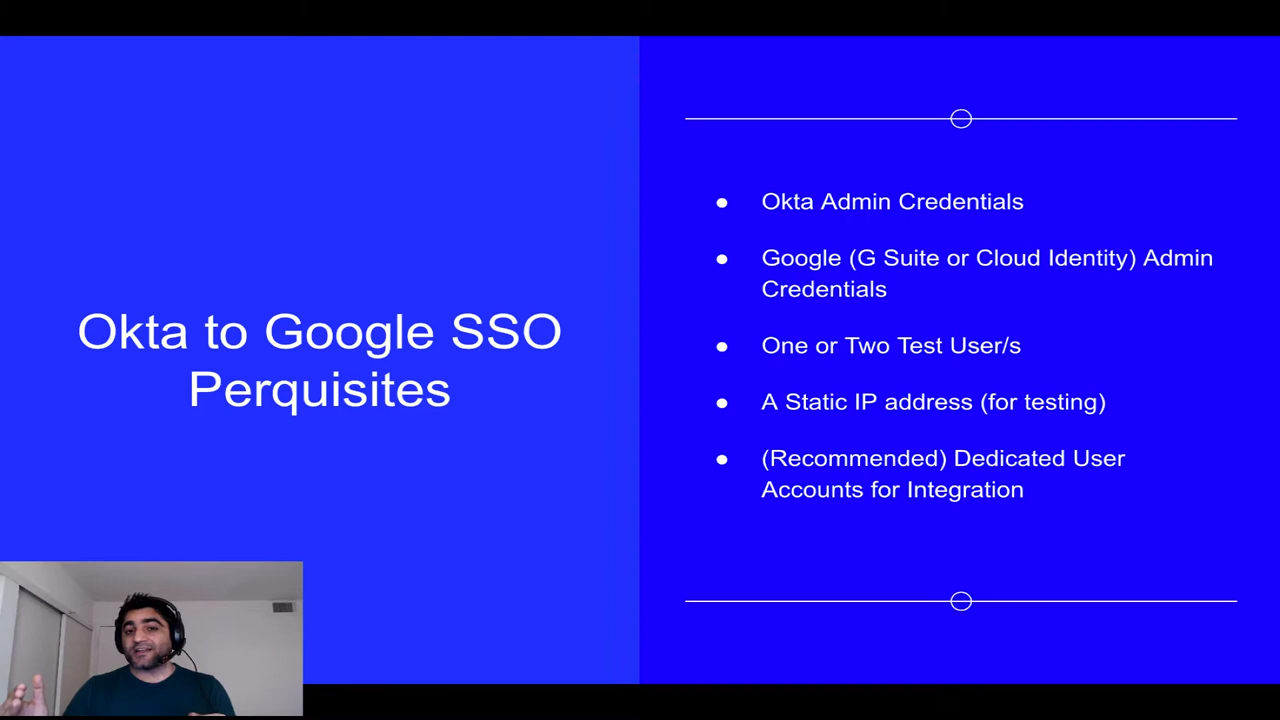 Okta to Google SSO
Perquisites
● Okta Admin Credentials
● Google (G Suite or Cloud Identity) Admin
Credentials
● One or Two Test User/s
● A Static IP address (for testing)
● (Recommended) Dedicated User
Accounts for Integration